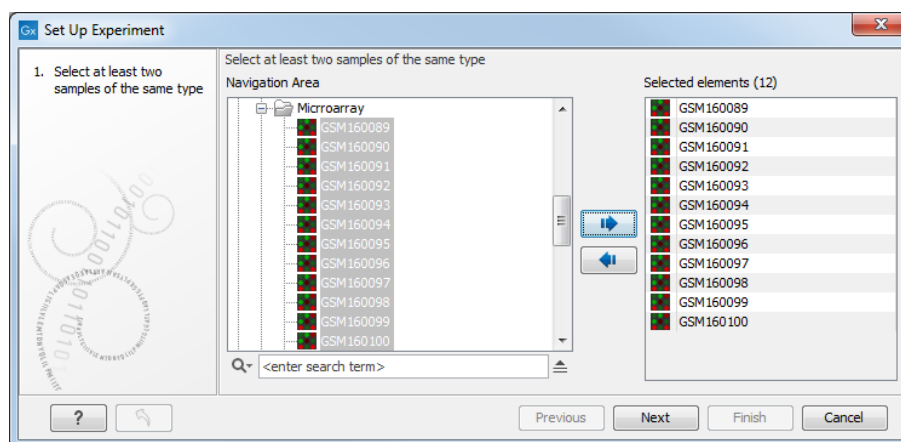 Gx Set Up Experiment
1. Select at least two
samples of the same type
Select at least two samples of the same type
Navigation Area
Micrroarray
GSM160089
GSM160090
GSM160091
GSM160092
GSM160093
GSM160094
GSM160095
GSM160096
GSM160097
GSM160098
GSM160099
GSM160100
<enter search term>
Selected elements (12)
GSM160089
GSM160090
GSM160091
GSM160092
GSM160093
GSM160094
GSM160095
GSM160096
GSM160097
GSM160098
GSM160099
GSM160100
?
Previous
Next
Finish
Cancel